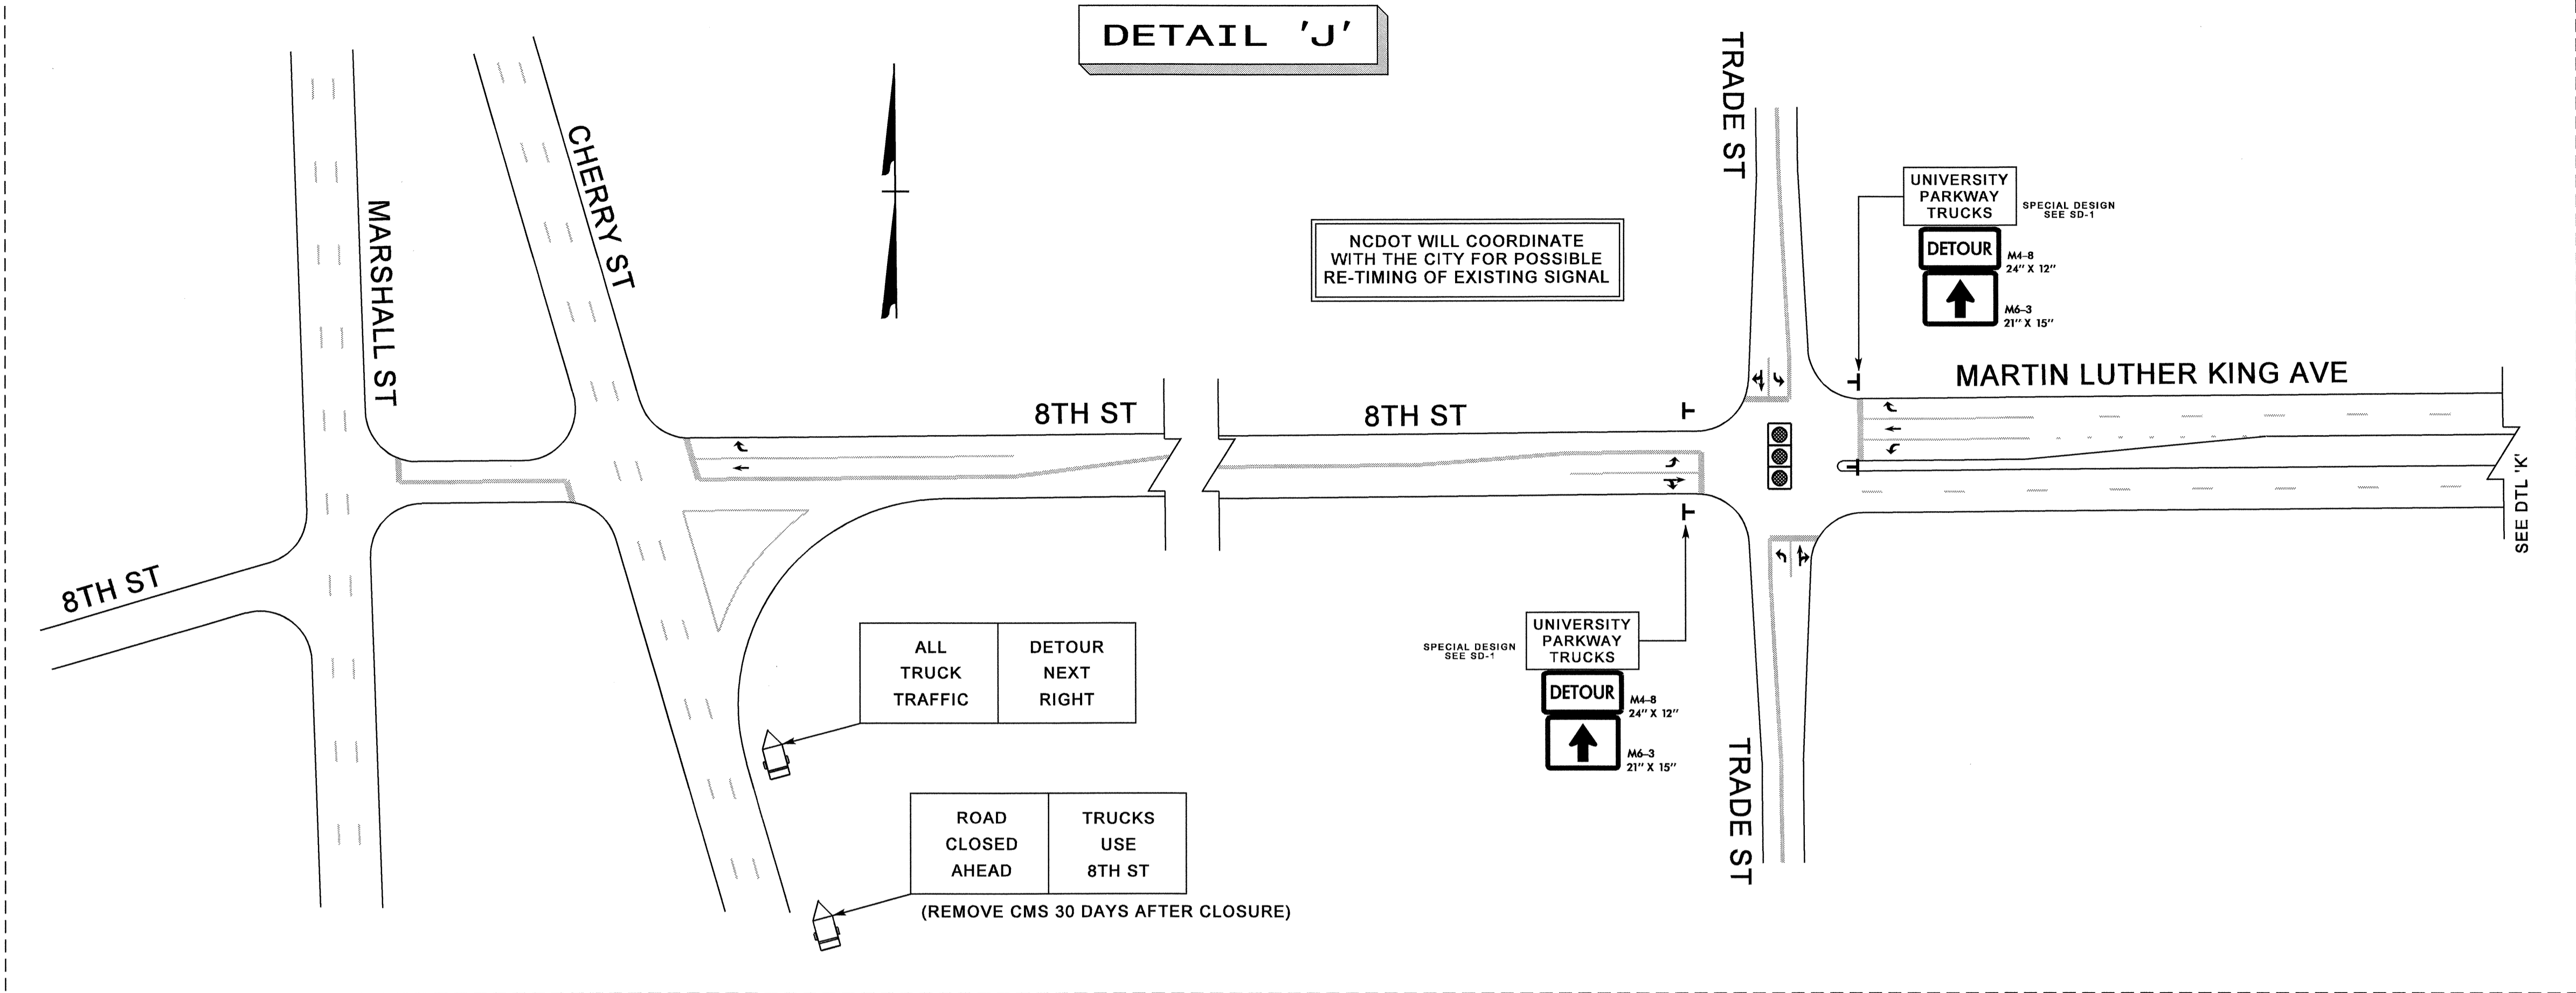 DETAIL 'J'
TRADE ST
CHERRY ST
MARSHALL ST
UNIVERSITY
PARKWAY
TRUCKS
SPECIAL DESIGN
SEE SD-1
DETOUR
M4-8
24" X 12"
M6-3
21" X 15"
NCDOT WILL COORDINATE
WITH THE CITY FOR POSSIBLE
RE-TIMING OF EXISTING SIGNAL
MARTIN LUTHER KING AVE
8TH ST
8TH ST
SEE DTL 'K'
8TH ST
ALL
TRUCK
TRAFFIC
DETOUR
NEXT
RIGHT
SPECIAL DESIGN
SEE SD-1
UNIVERSITY
PARKWAY
TRUCKS
DETOUR
M4-8
24" X 12"
M6-3
21" X 15"
TRADE ST
ROAD
CLOSED
AHEAD
TRUCKS
USE
8TH ST
(REMOVE CMS 30 DAYS AFTER CLOSURE)